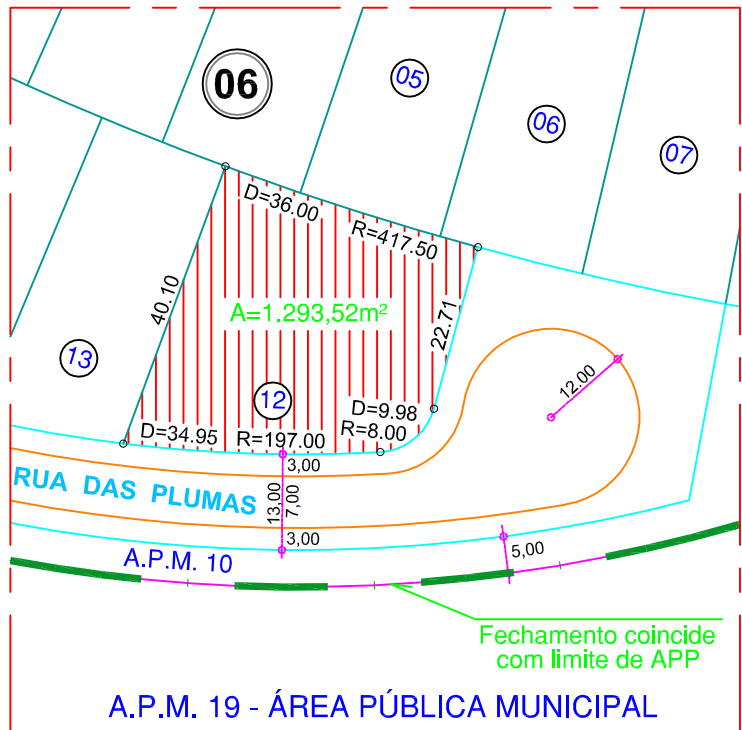 06
05
06
07
D=36.00
R=417.50
40.10
A=1.293,52m²
22.71
13
12
12.00
D=9.98
D=34.95
R=197.00
R=8.00
3,00
RUA DAS PLUMAS
13,00
7,00
3,00
5,00
A.P.M. 10
Fechamento coincide
com limite de APP
A.P.M. 19 - ÁREA PÚBLICA MUNICIPAL